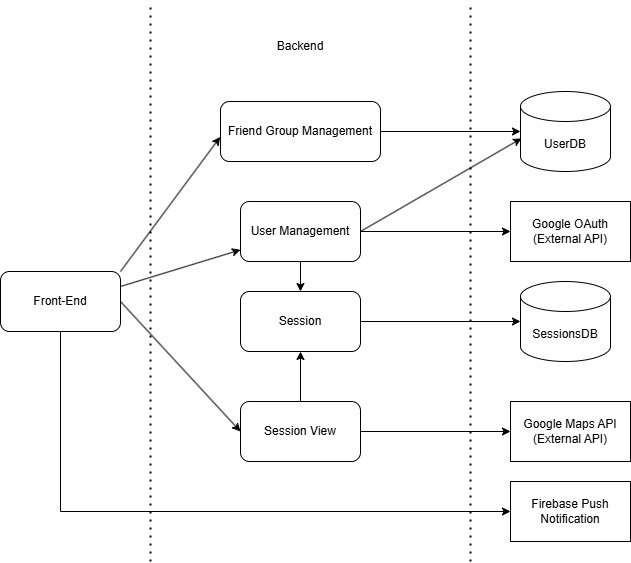 Backend
Friend Group Management
UserDB
User Management
Google OAuth
(External API)
Front-End
Session
SessionsDB
Session View
Google Maps API
(External API)
Firebase Push
Notification